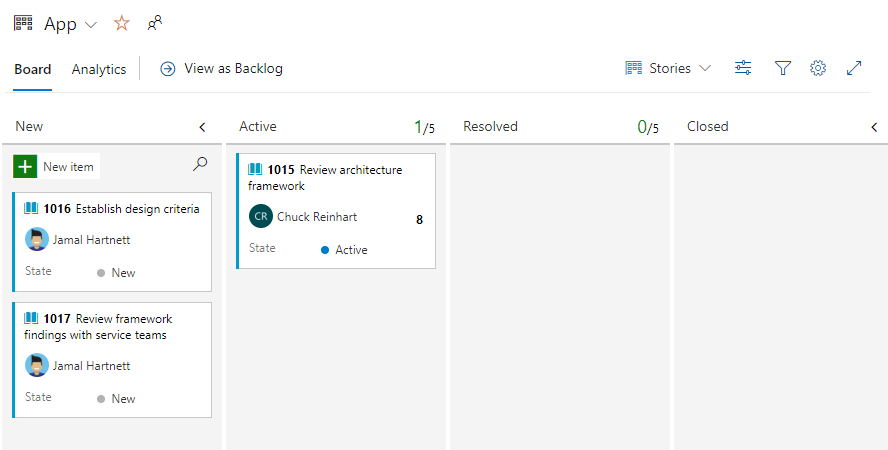 App
Board Analytics View as Backlog Stories
New Active 1/5 Resolved 0/5 Closed
New item
1016 Establish design criteria
Jamal Hartnett
State New
1017 Review framework
findings with service teams
Jamal Hartnett
State New
1015 Review architecture
framework
CR Chuck Reinhart 8
State Active